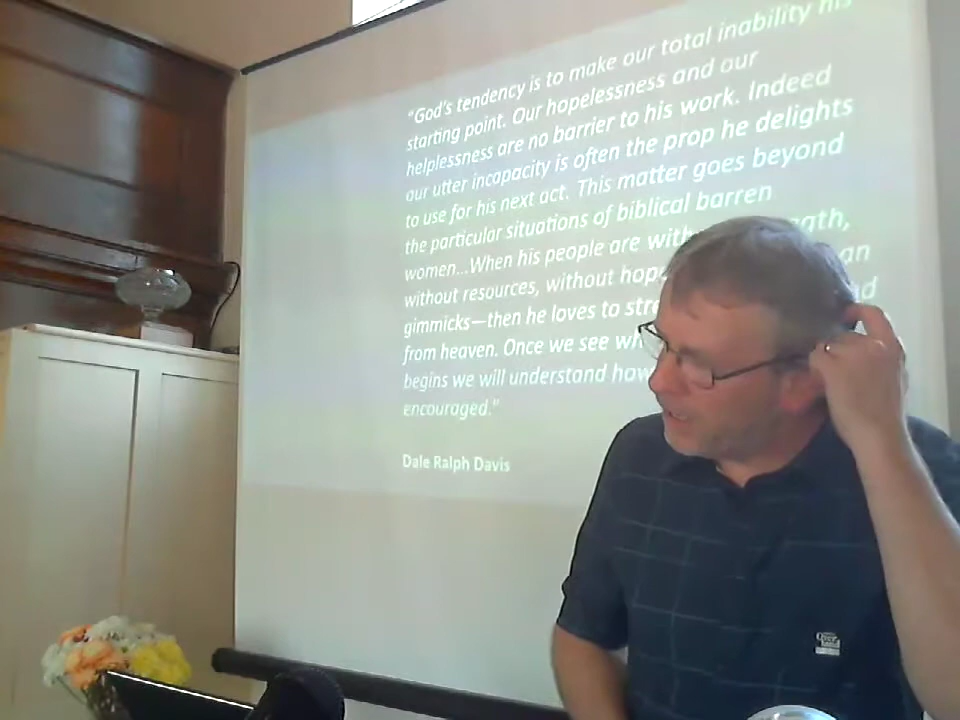 "God's tendency is to make our total inability his
starting point. Our hopelessness and our
helplessness are no barrier to his work. Indeed
our utter incapacity is often the prop he delights
to use for his next act. This matter goes beyond
the particular situations of biblical barren
women...When his people are
without resources, without
gimmicks—then he loves to
from heaven. Once we see
begins we will understand how
encouraged."
Dale Ralph Davis